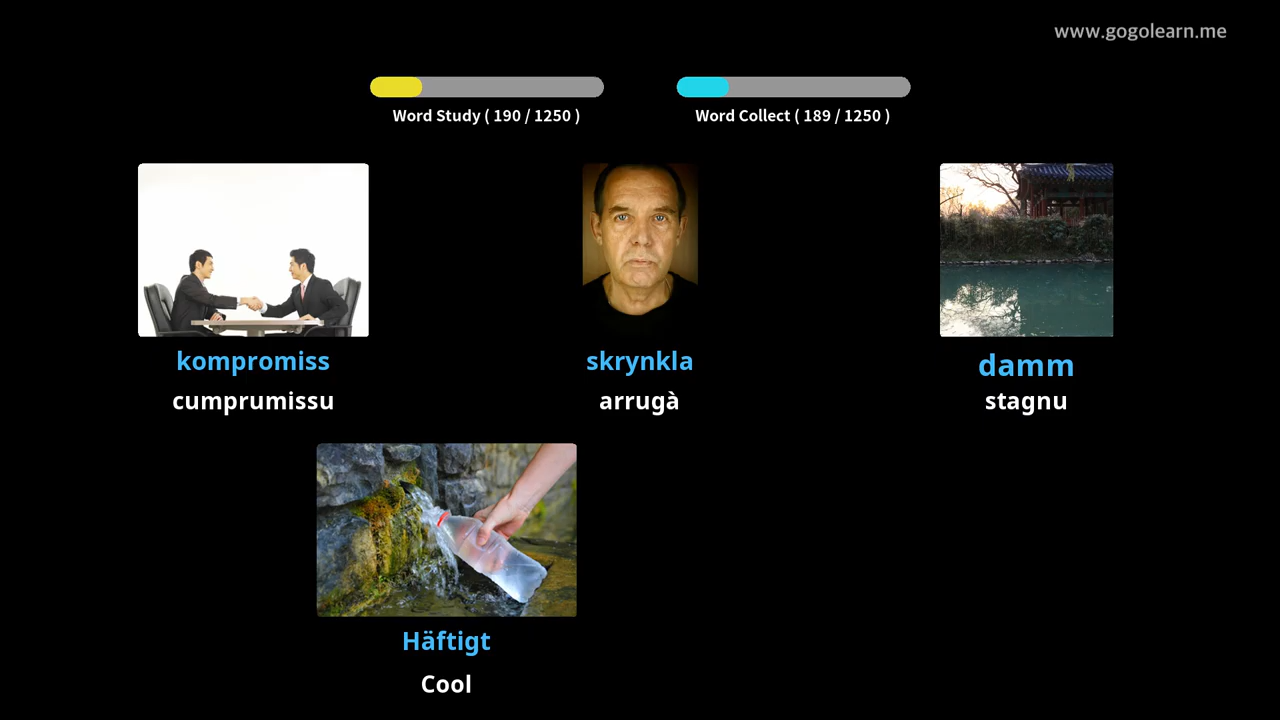 www.gogolearn.me
Word Study ( 190 / 1250 )
Word Collect ( 189 / 1250 )
kompromiss
cumprumissu
skrynkla
arrugà
damm
stagnu
Häftigt
Cool